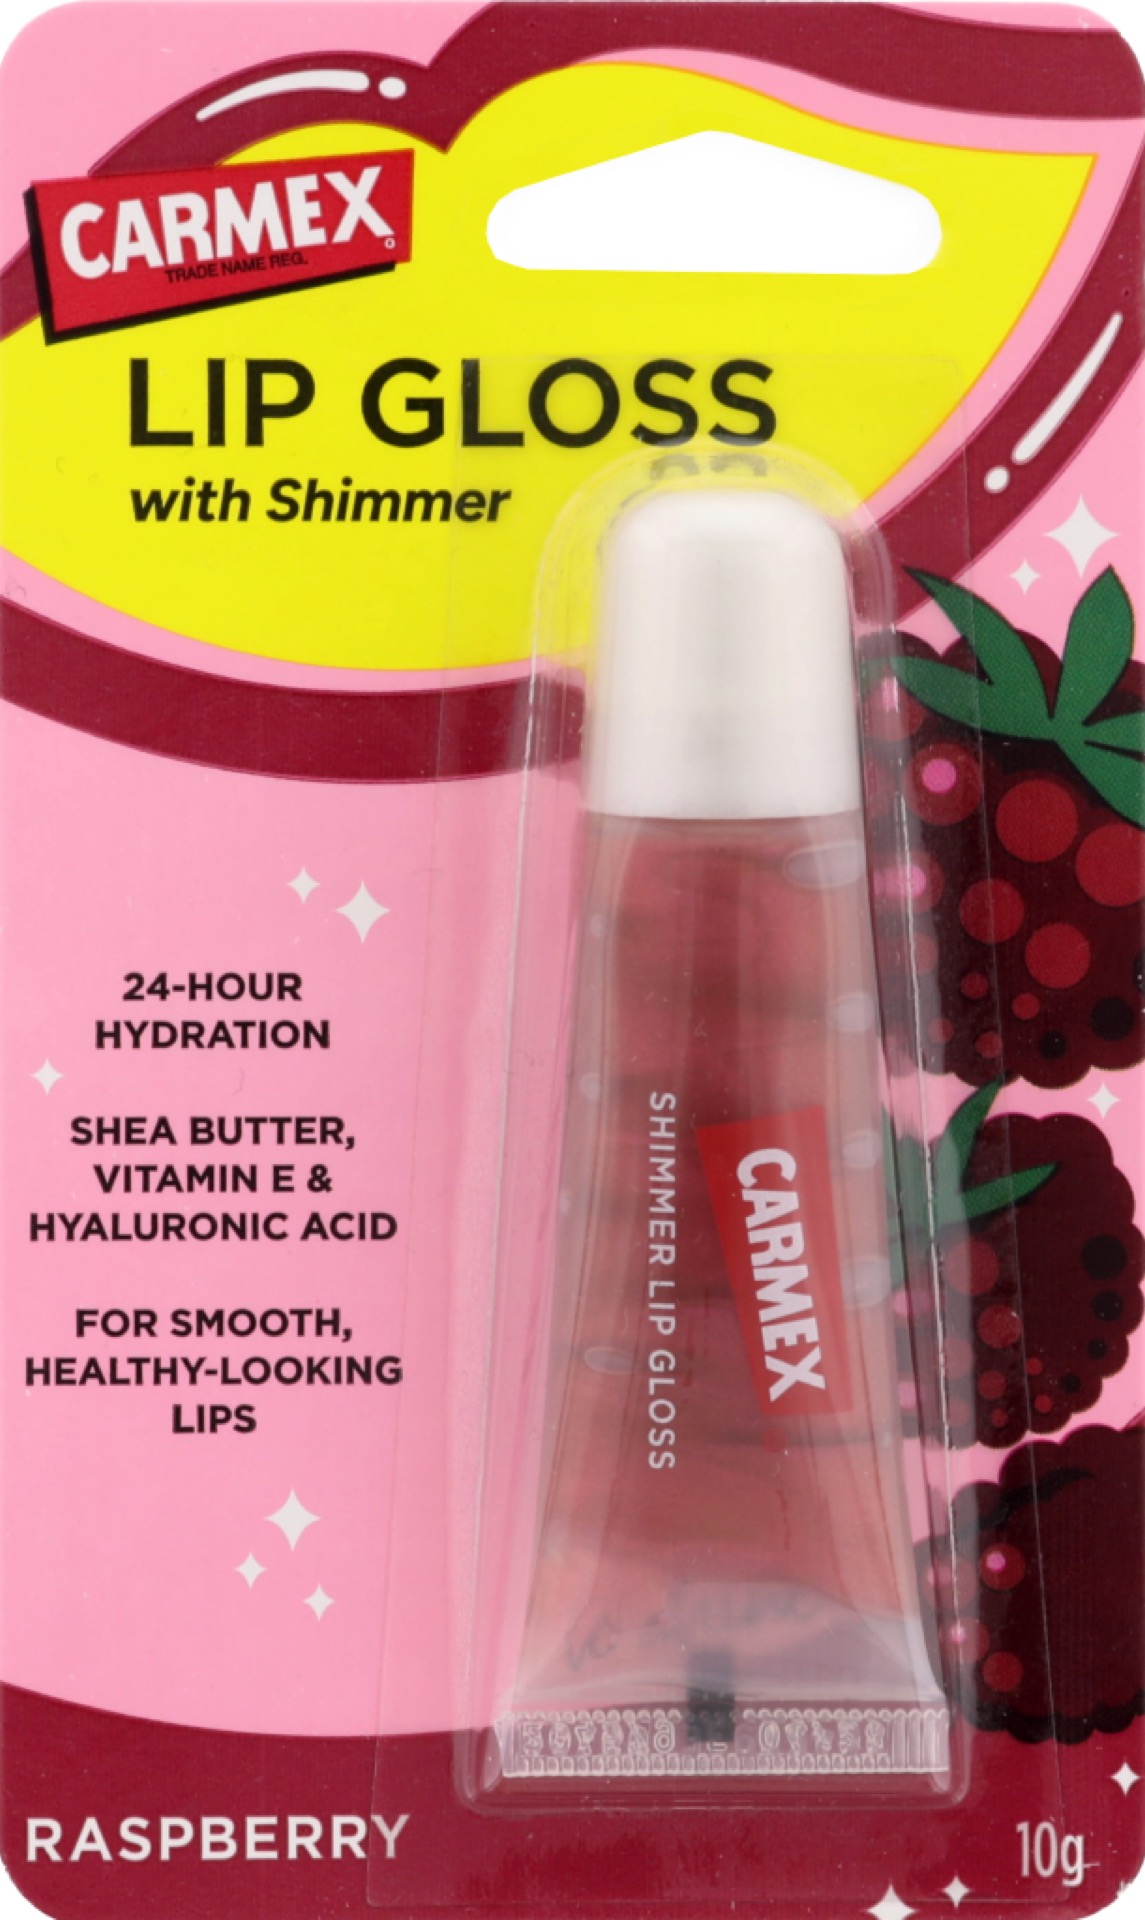 CARMEX
TRADE NAME REG.
LIP GLOSS
with Shimmer
24-HOUR
HYDRATION
SHEA BUTTER,
VITAMIN E &
HYALURONIC ACID
FOR SMOOTH,
HEALTHY-LOOKING
LIPS
CARMEX
SHIMMER LIP GLOSS
RASPBERRY
10g